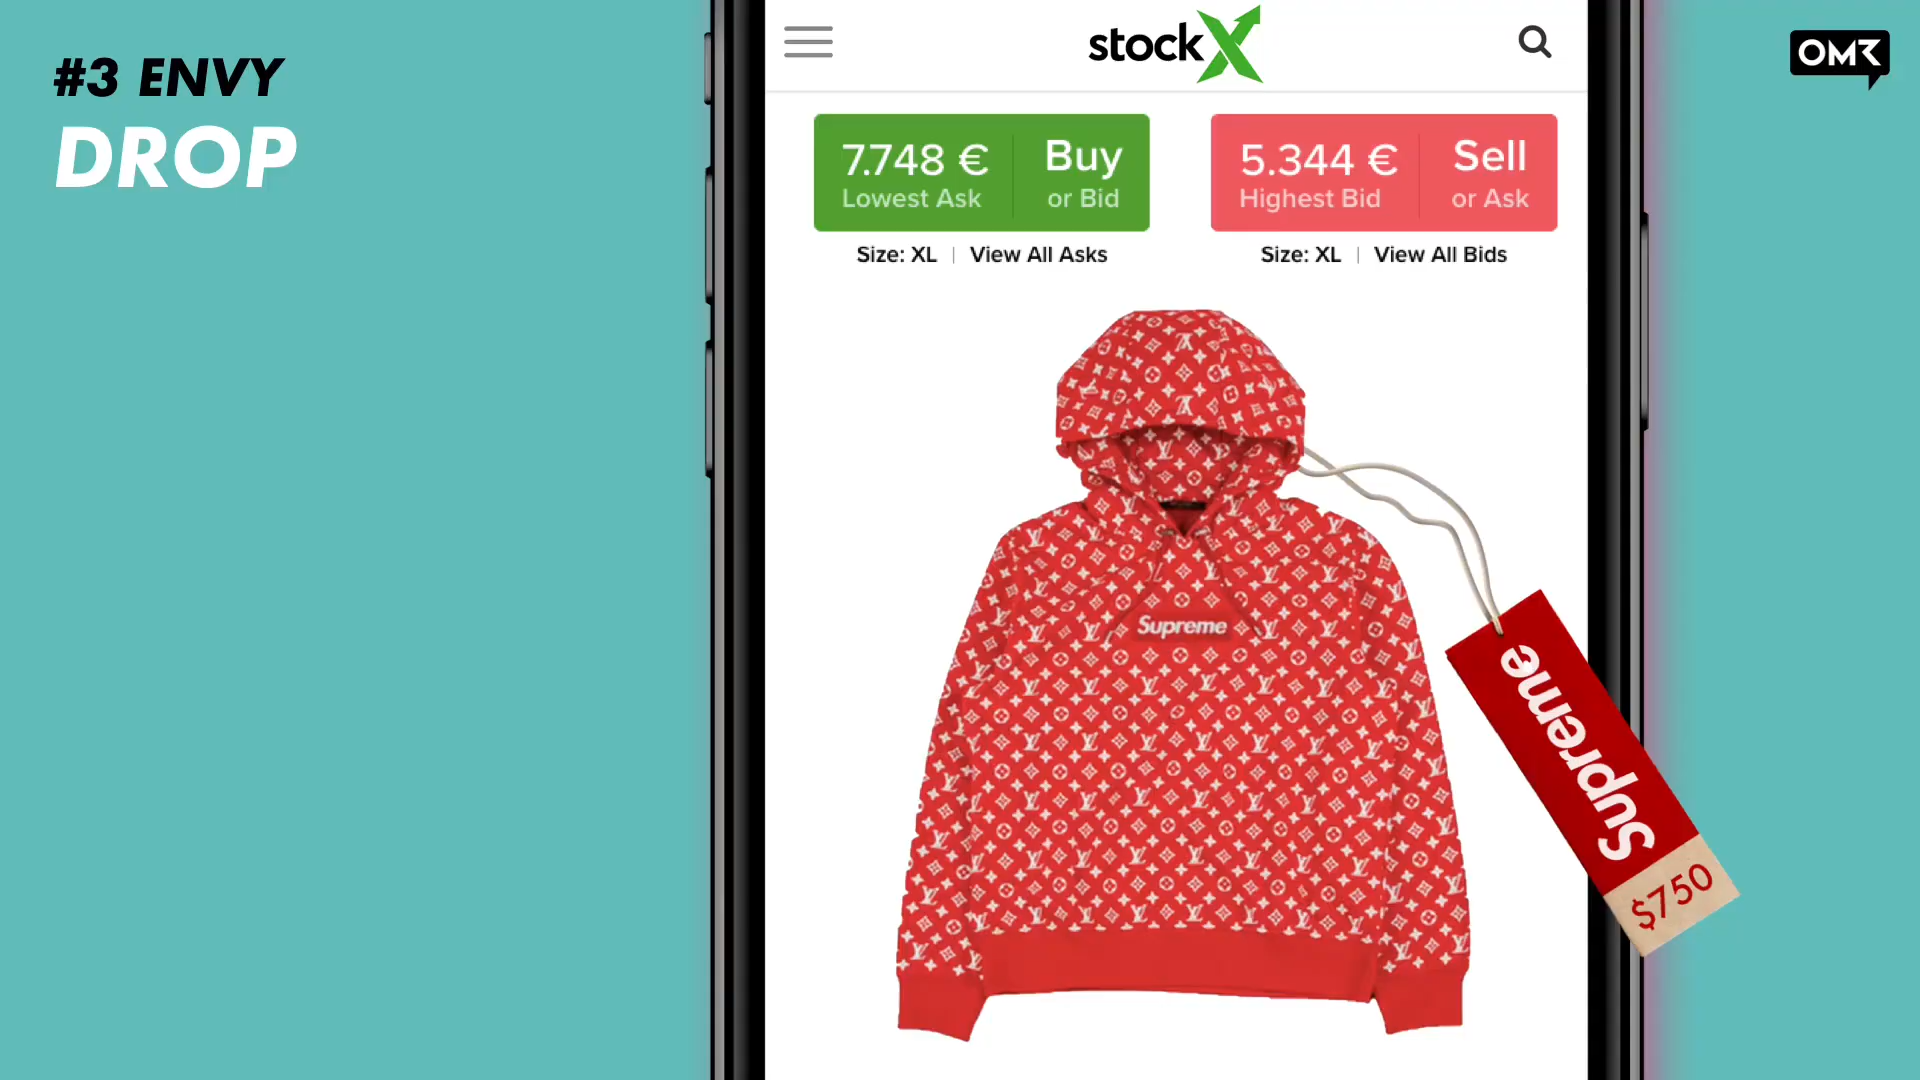 #3 ENVY
DROP
stockX
OMR
7.748 €
Lowest Ask
Buy
or Bid
5.344 €
Highest Bid
Sell
or Ask
Size: XL | View All Asks
Size: XL | View All Bids
Supreme
Supreme
$750